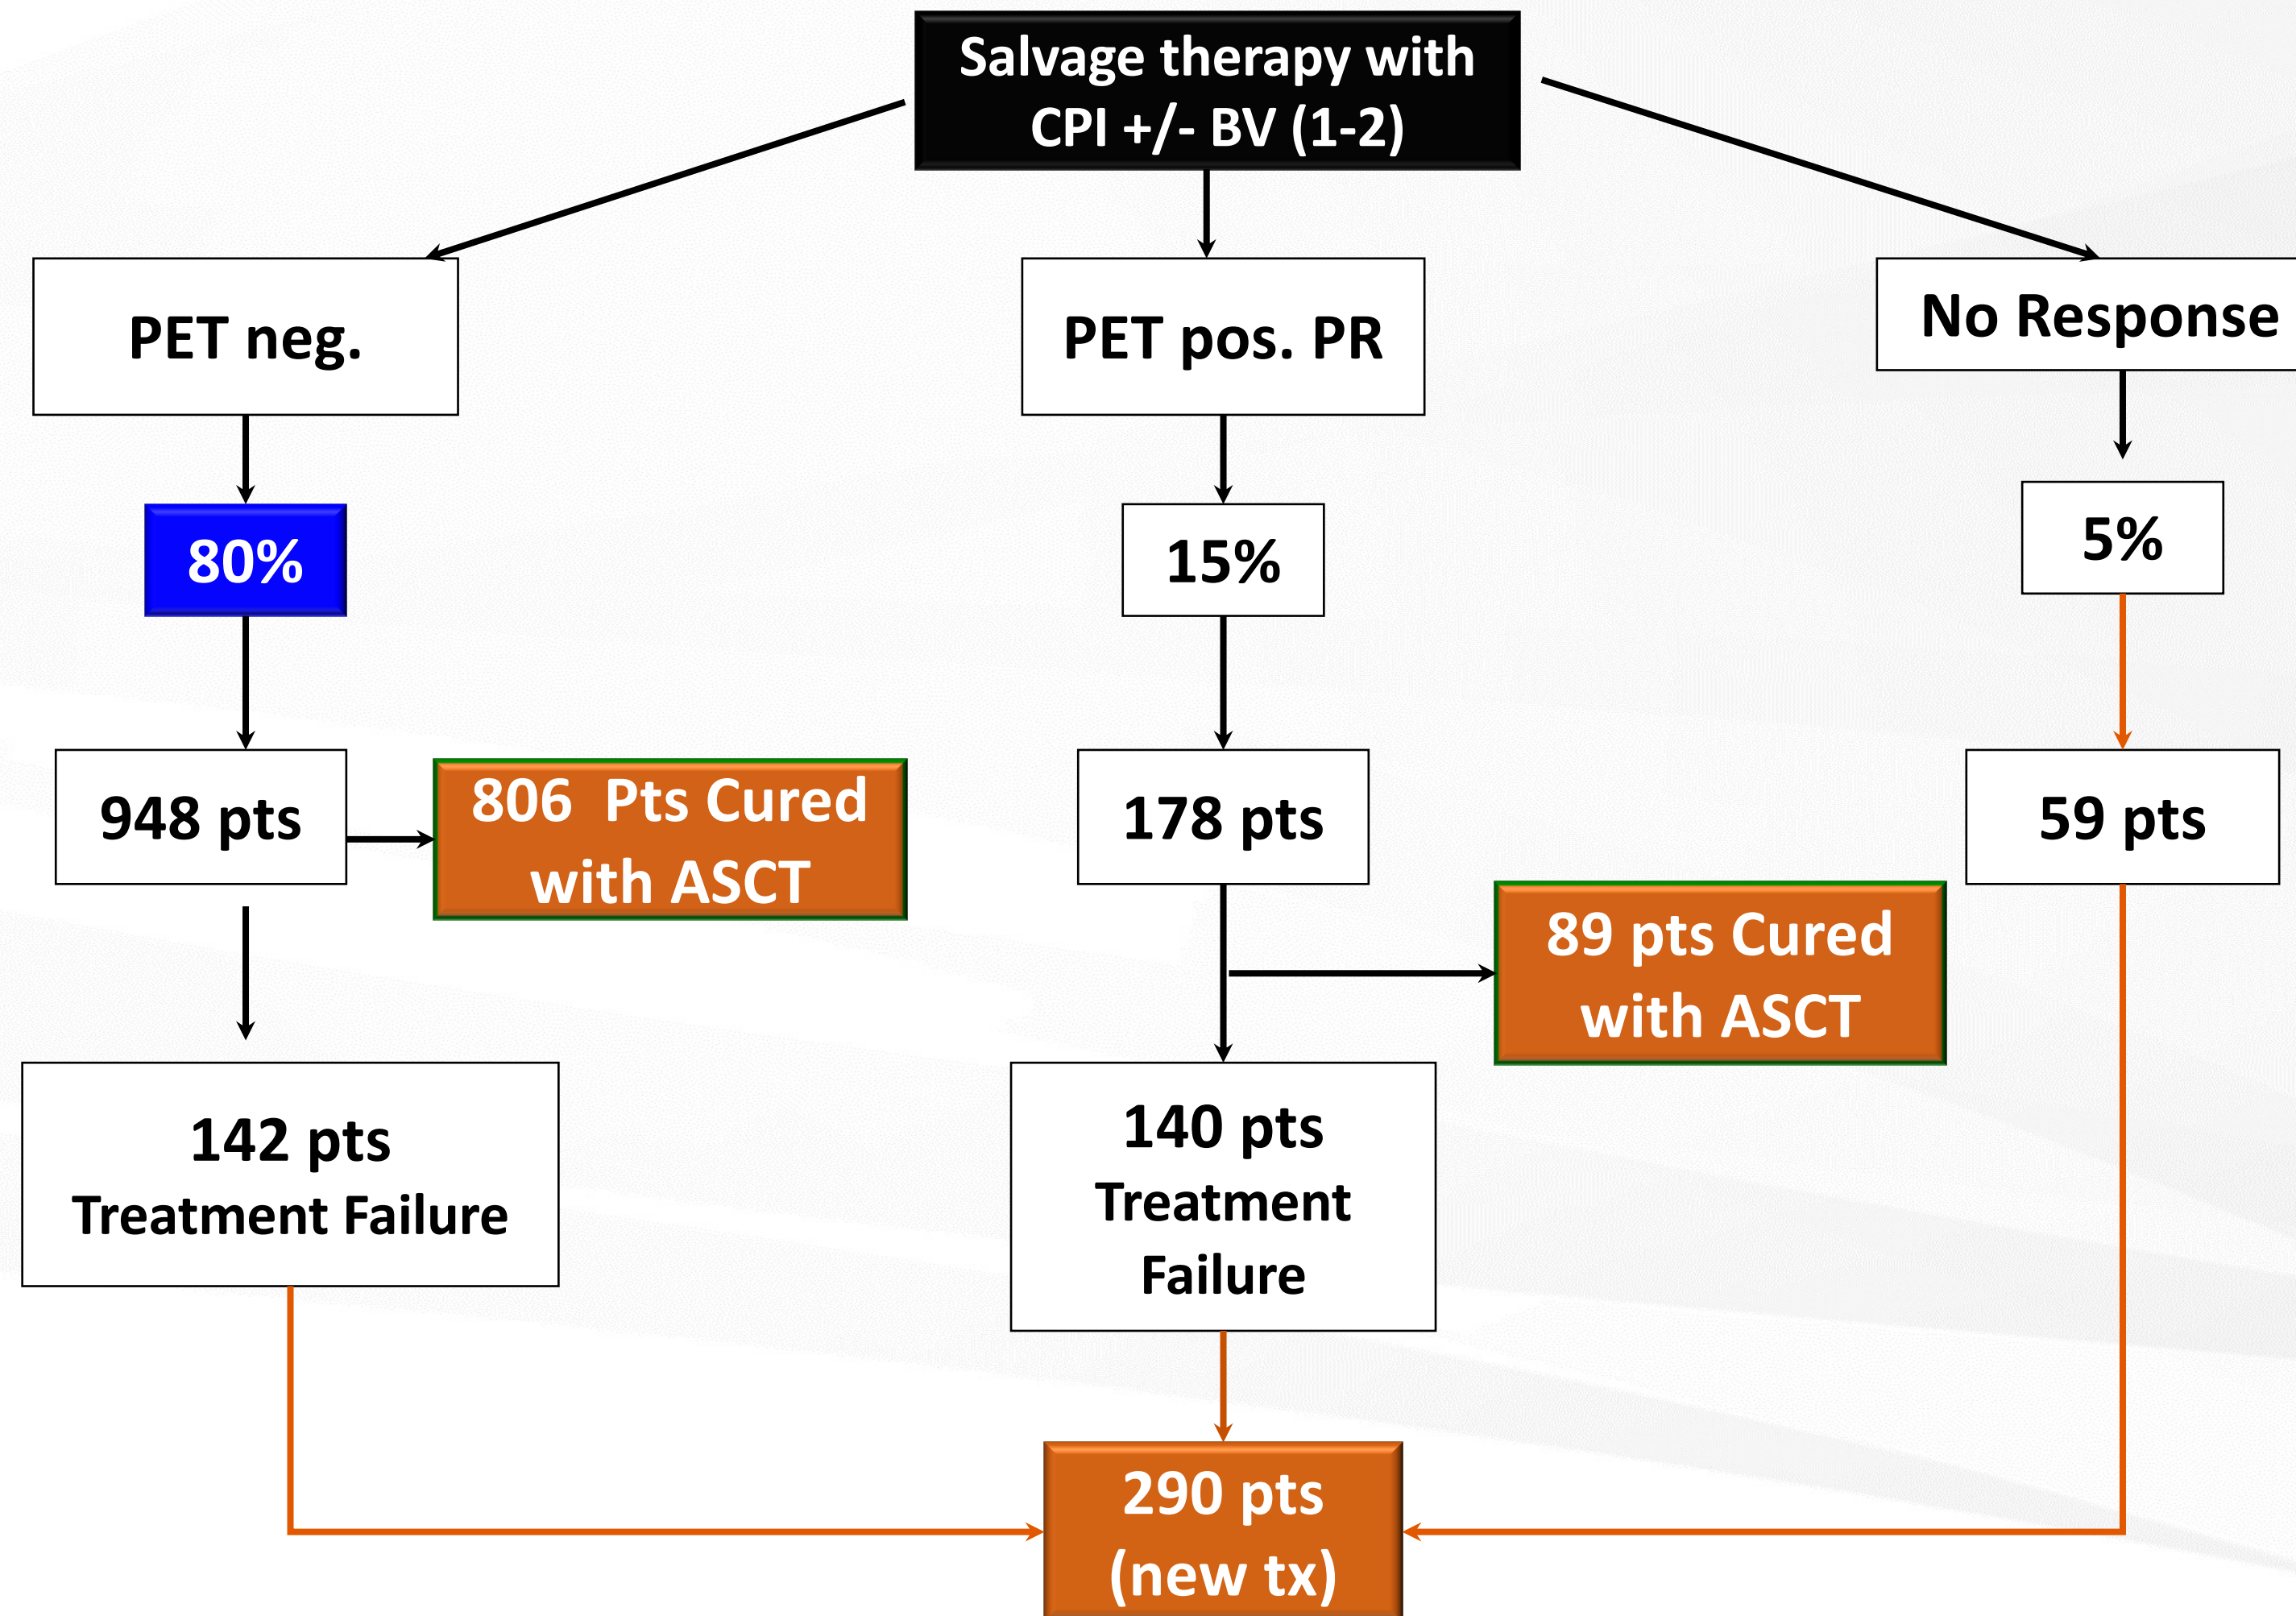 Salvage therapy with
CPI +/- BV (1-2)
PET neg.
PET pos. PR
No Response
80%
15%
5%
948 pts
806  Pts Cured
with ASCT
178 pts
89 pts Cured
with ASCT
59 pts
142 pts
Treatment Failure
140 pts
Treatment
Failure
290 pts
(new tx)